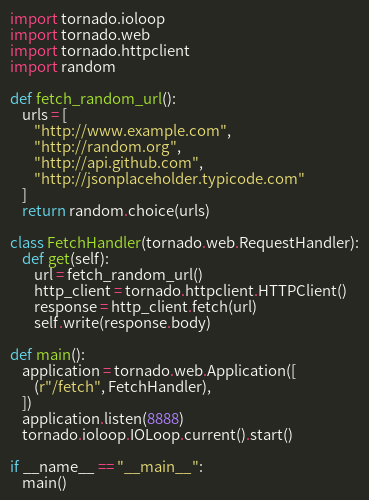 import tornado.ioloop
import tornado.web
import tornado.httpclient
import random

def fetch_random_url():
    urls = [
        "http://www.example.com",
        "http://random.org",
        "http://api.github.com",
        "http://jsonplaceholder.typicode.com"
    ]
    return random.choice(urls)

class FetchHandler(tornado.web.RequestHandler):
    def get(self):
        url = fetch_random_url()
        http_client = tornado.httpclient.HTTPClient()
        response = http_client.fetch(url)
        self.write(response.body)

def main():
    application = tornado.web.Application([
        (r"/fetch", FetchHandler),
    ])
    application.listen(8888)
    tornado.ioloop.IOLoop.current().start()

if __name__ == "__main__":
    main()